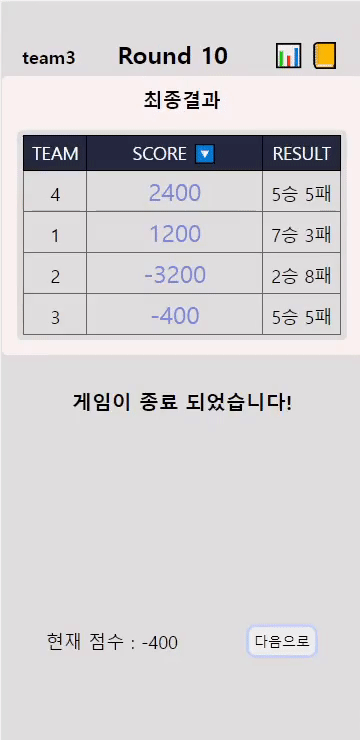 team3 Round 10
최종결과
TEAM SCORE RESULT
4 2400 5승 5패
1 1200 7승 3패
2 -3200 2승 8패
3 -400 5승 5패
게임이 종료 되었습니다!
현재 점수 : -400 다음으로